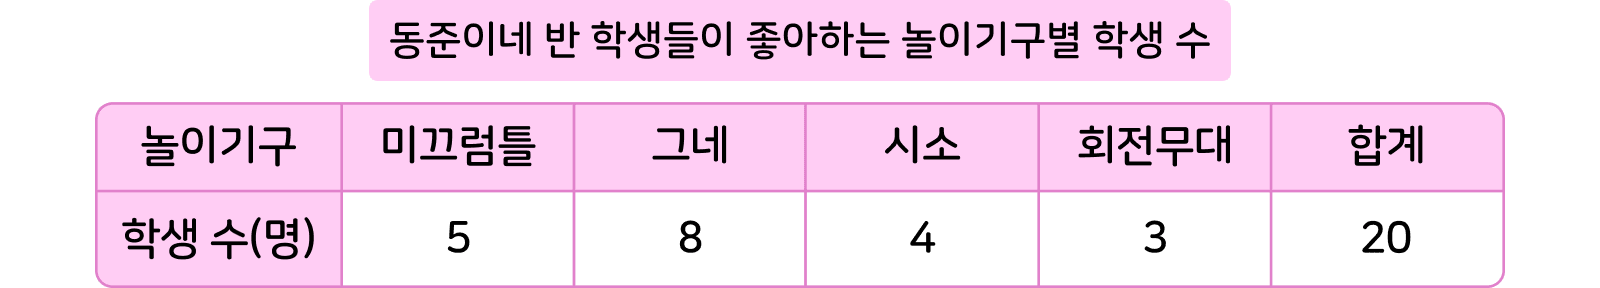 동준이네 반 학생들이 좋아하는 놀이기구별 학생 수
놀이기구 미끄럼틀 그네 시소 회전무대 합계
학생 수(명) 5 8 4 3 20